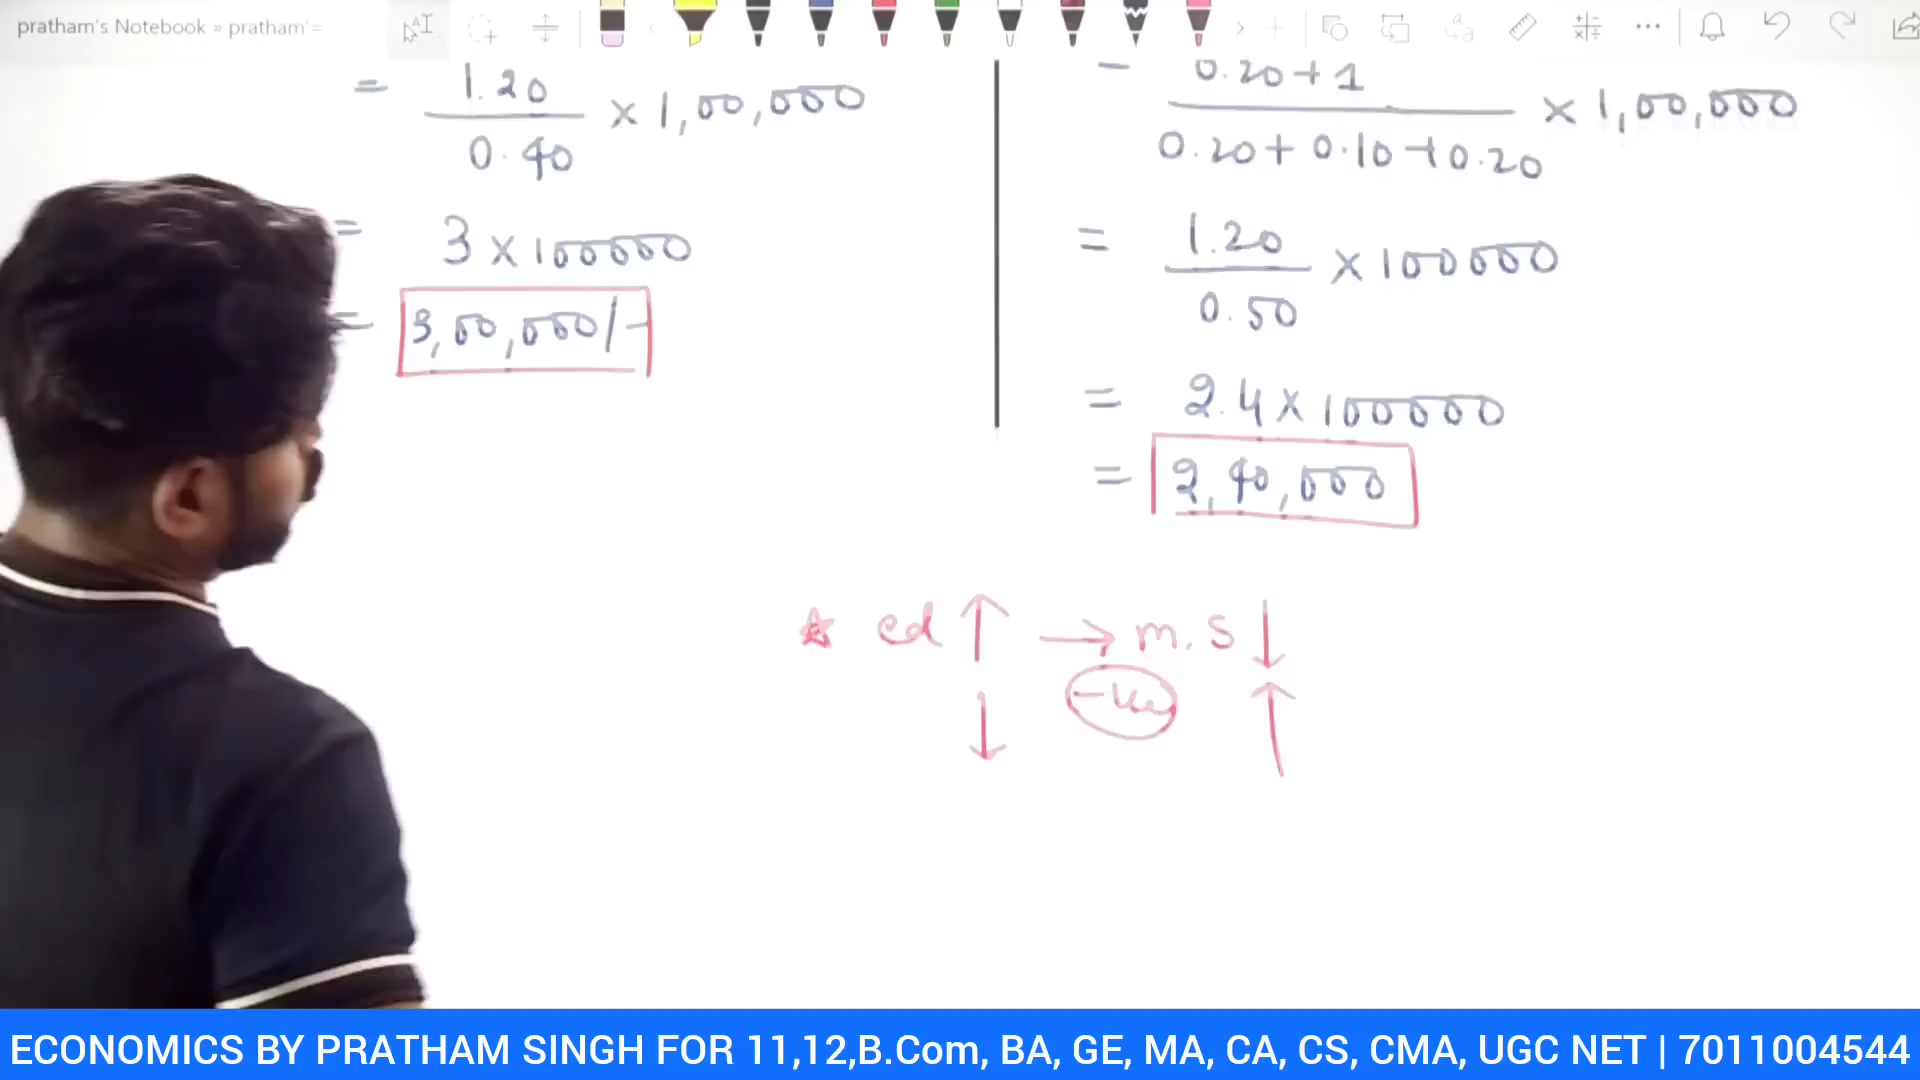 pratham's Notebook » pratham'=
= 1.20 / 0.40 × 1,00,000
= 3 × 100000
= 3,00,000/-
= 0.20 + 1 / 0.20 + 0.10 + 0.20 × 1,00,000
= 1.20 / 0.50 × 100000
= 2.4 × 100000
= 2,40,000
☆ cd ↑ → m.s ↓
↓ -ve ↑
ECONOMICS BY PRATHAM SINGH FOR 11,12,B.Com, BA, GE, MA, CA, CS, CMA, UGC NET | 7011004544